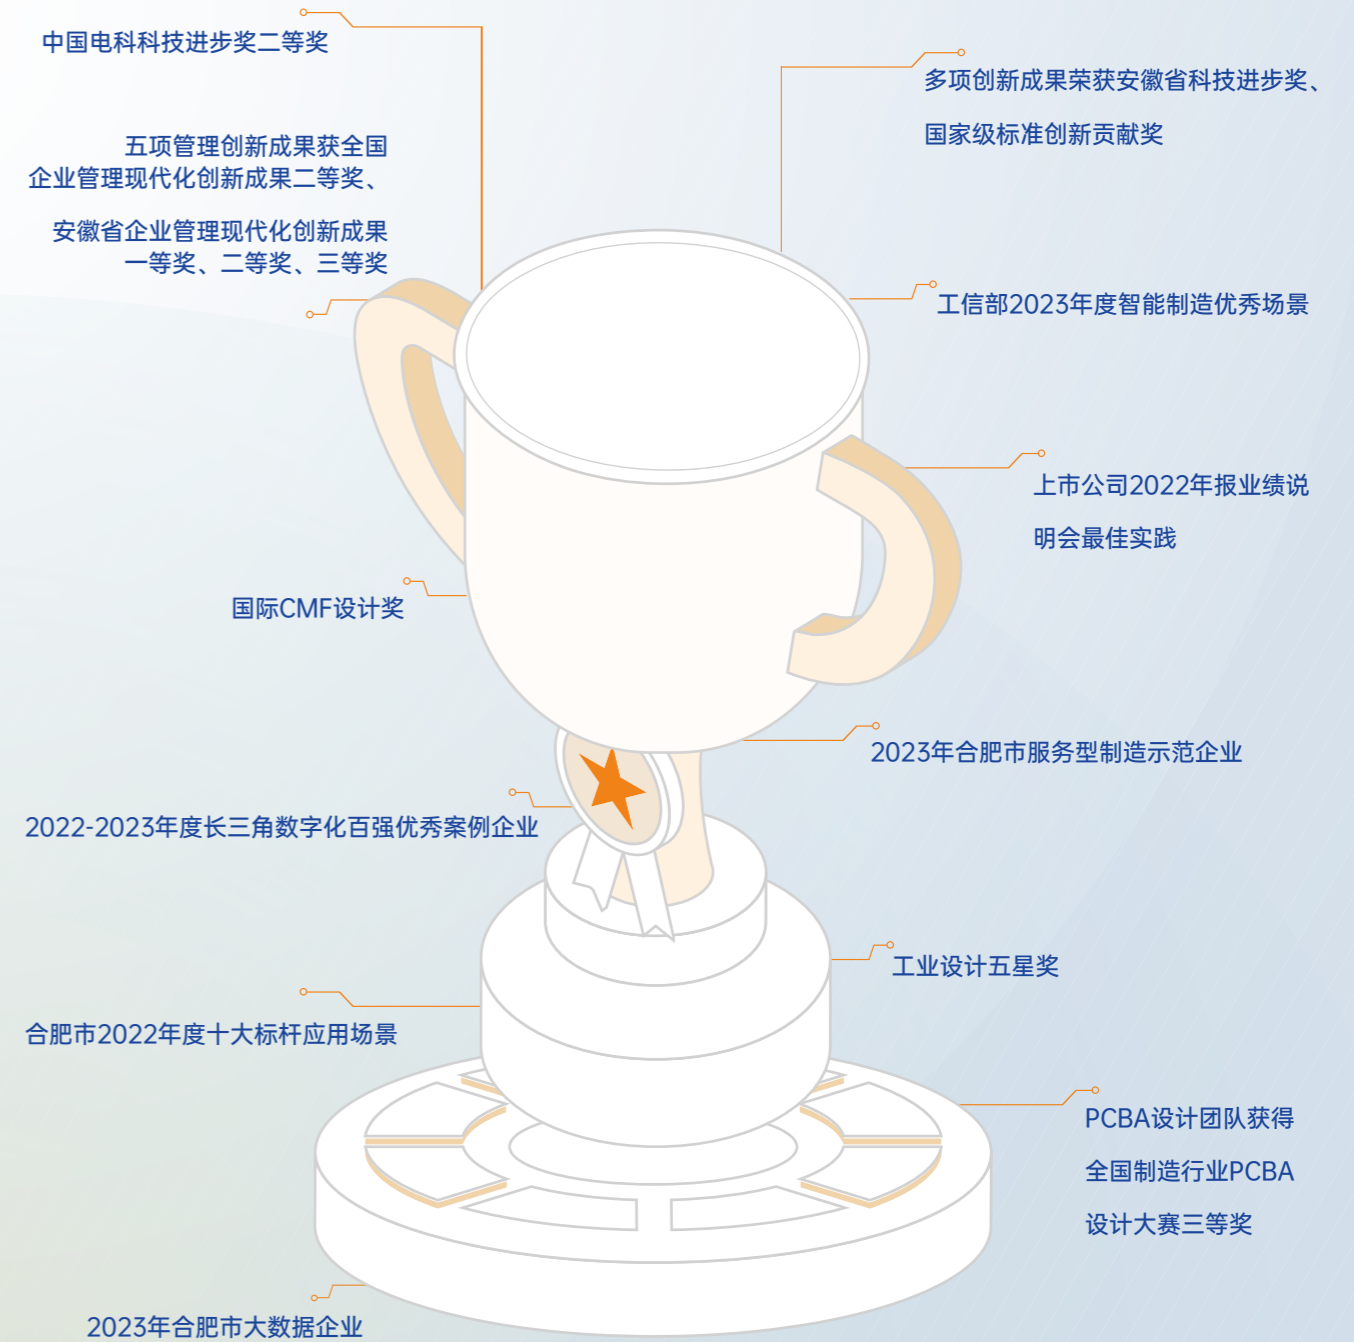 中国电科科技进步奖二等奖
五项管理创新成果获全国
企业管理现代化创新成果二等奖、
安徽省企业管理现代化创新成果
一等奖、二等奖、三等奖
国际CMF设计奖
2022-2023年度长三角数字化百强优秀案例企业
合肥市2022年度十大标杆应用场景
2023年合肥市大数据企业
多项创新成果荣获安徽省科技进步奖、
国家级标准创新贡献奖
工信部2023年度智能制造优秀场景
上市公司2022年报业绩说
明会最佳实践
2023年合肥市服务型制造示范企业
工业设计五星奖
PCBA设计团队获得
全国制造行业PCBA
设计大赛三等奖